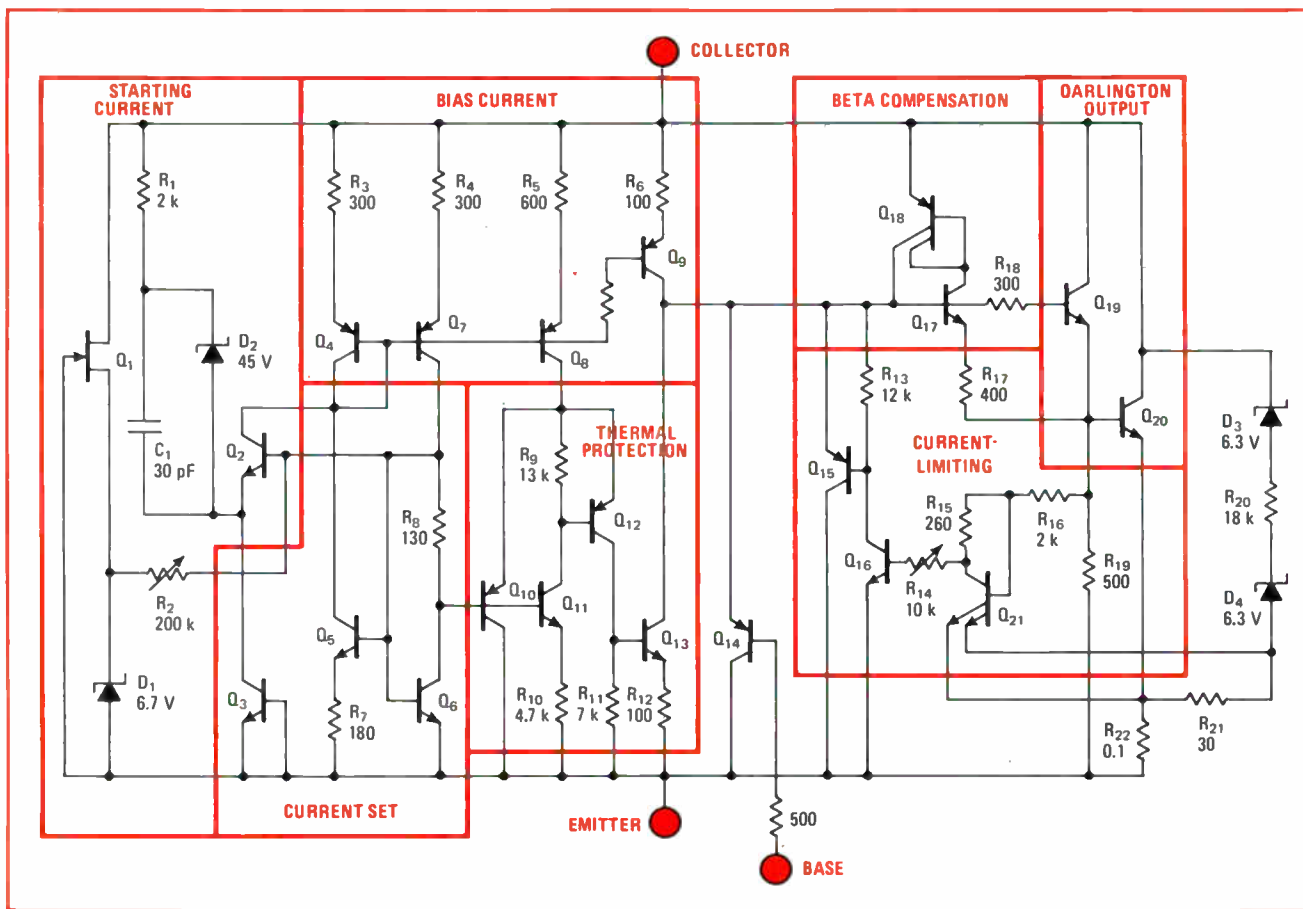 COLLECTOR
STARTING
CURRENT
BIAS CURRENT
BETA COMPENSATION
DARLINGTON
OUTPUT
R1
2 k
R3
300
R4
300
R5
600
R6
100
Q18
R18
300
Q9
Q19
Q17
Q1
D2
45 V
Q4
Q7
Q8
R13
12 k
R17
400
Q20
D3
6.3 V
C1
30 pF
Q2
THERMAL
PROTECTION
CURRENT-
LIMITING
R9
13 k
Q15
R15
260
R16
2 k
R20
18 k
Q12
R8
130
Q16
R14
10 k
R19
500
R2
200 k
Q10
Q11
Q21
D4
6.3 V
Q5
Q13
Q14
D1
6.7 V
Q3
R7
180
Q6
R10
4.7 k
R11
7 k
R12
100
R22
0.1
R21
30
CURRENT SET
EMITTER
500
BASE